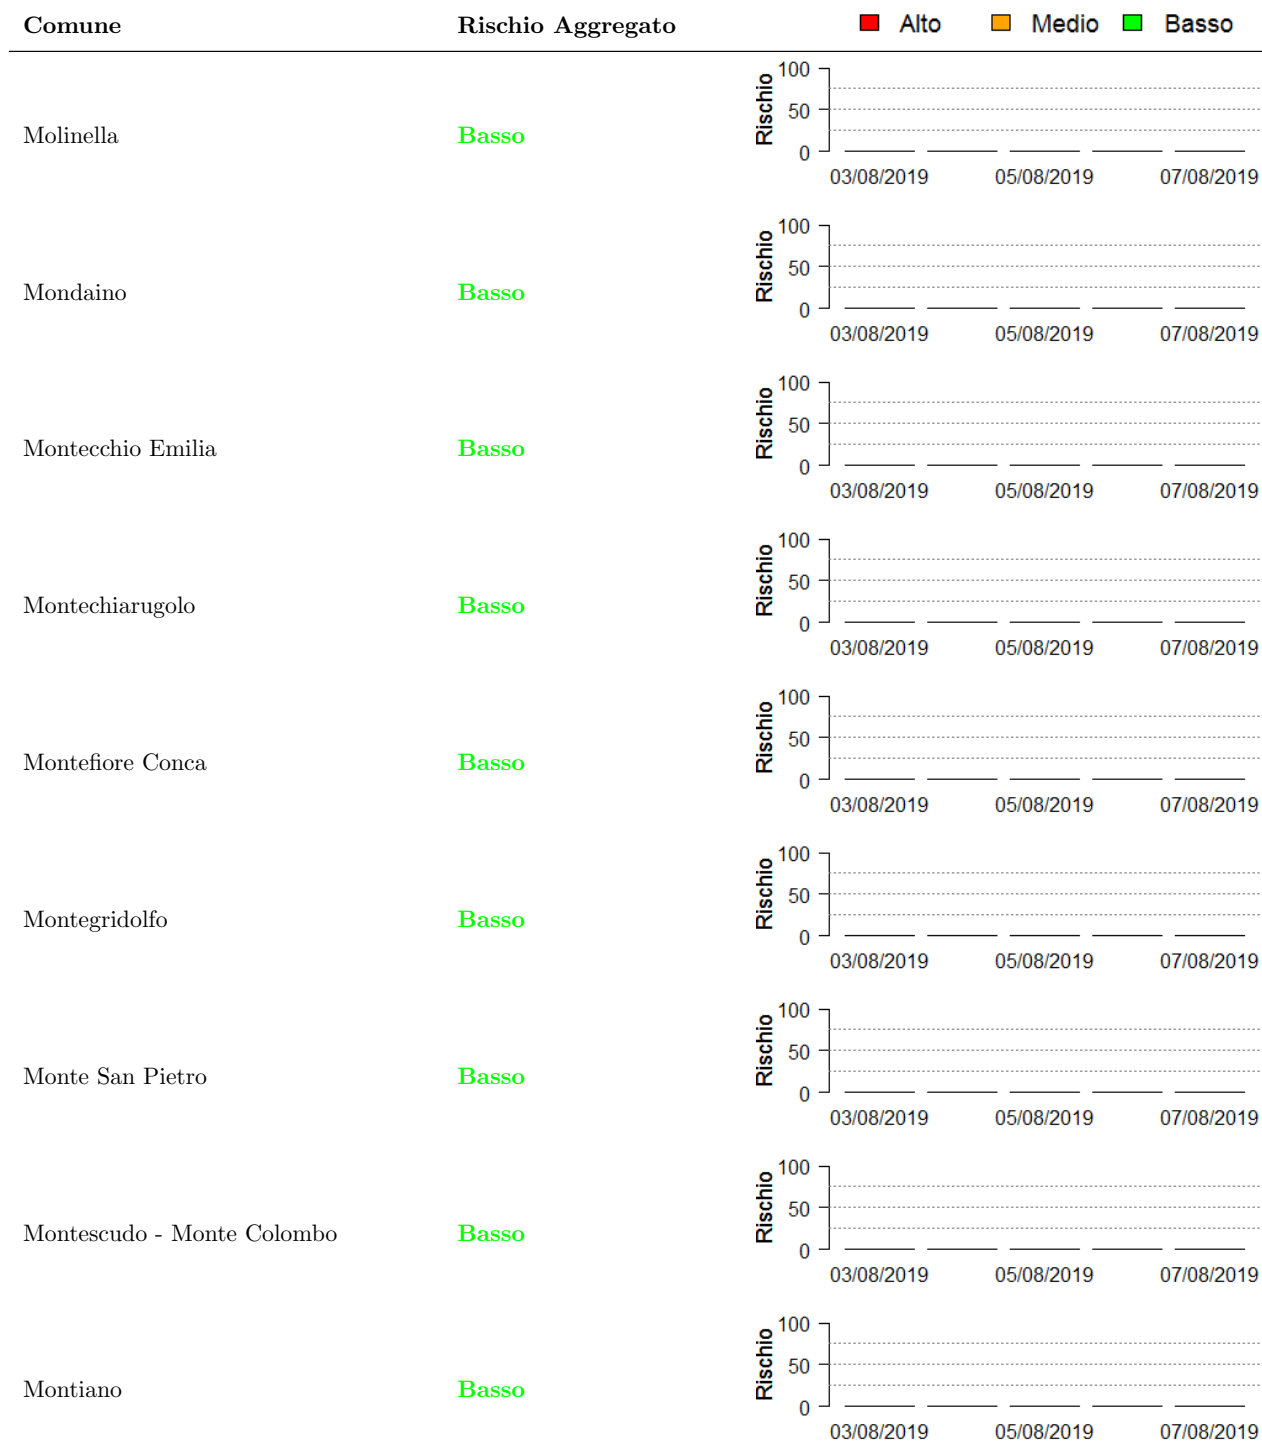 Comune Rischio Aggregato Alto Medio Basso
Molinella Basso
Rischio
100
50
0
03/08/2019 05/08/2019 07/08/2019
Mondaino Basso
Rischio
100
50
0
03/08/2019 05/08/2019 07/08/2019
Montecchio Emilia Basso
Rischio
100
50
0
03/08/2019 05/08/2019 07/08/2019
Montechiarugolo Basso
Rischio
100
50
0
03/08/2019 05/08/2019 07/08/2019
Montefiore Conca Basso
Rischio
100
50
0
03/08/2019 05/08/2019 07/08/2019
Montegridolfo Basso
Rischio
100
50
0
03/08/2019 05/08/2019 07/08/2019
Monte San Pietro Basso
Rischio
100
50
0
03/08/2019 05/08/2019 07/08/2019
Montescudo - Monte Colombo Basso
Rischio
100
50
0
03/08/2019 05/08/2019 07/08/2019
Montiano Basso
Rischio
100
50
0
03/08/2019 05/08/2019 07/08/2019